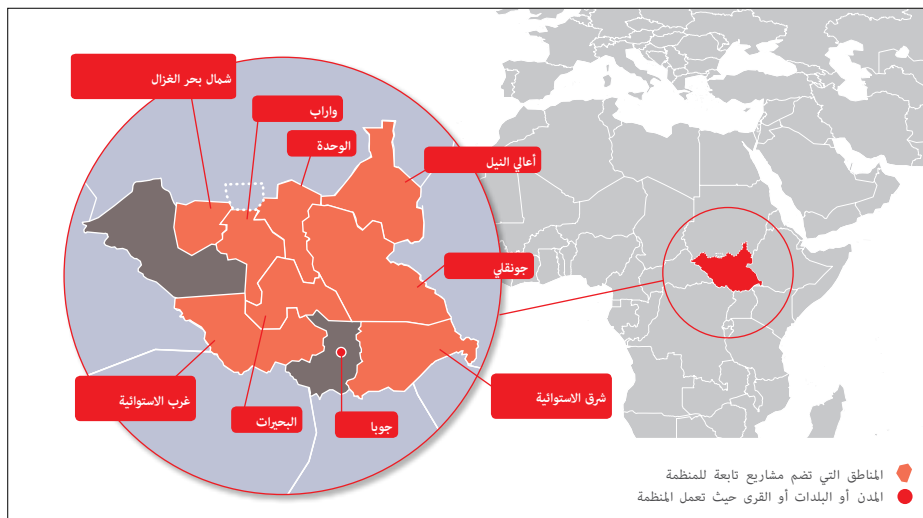 شمال بحر الغزال
واراب
الوحدة
أعالي النيل
جونقلي
غرب الاستوائية
البحيرات
جوبا
شرق الاستوائية
المناطق التي تضم مشاريع تابعة للمنظمة
المدن أو البلدات أو القرى حيث تعمل المنظمة